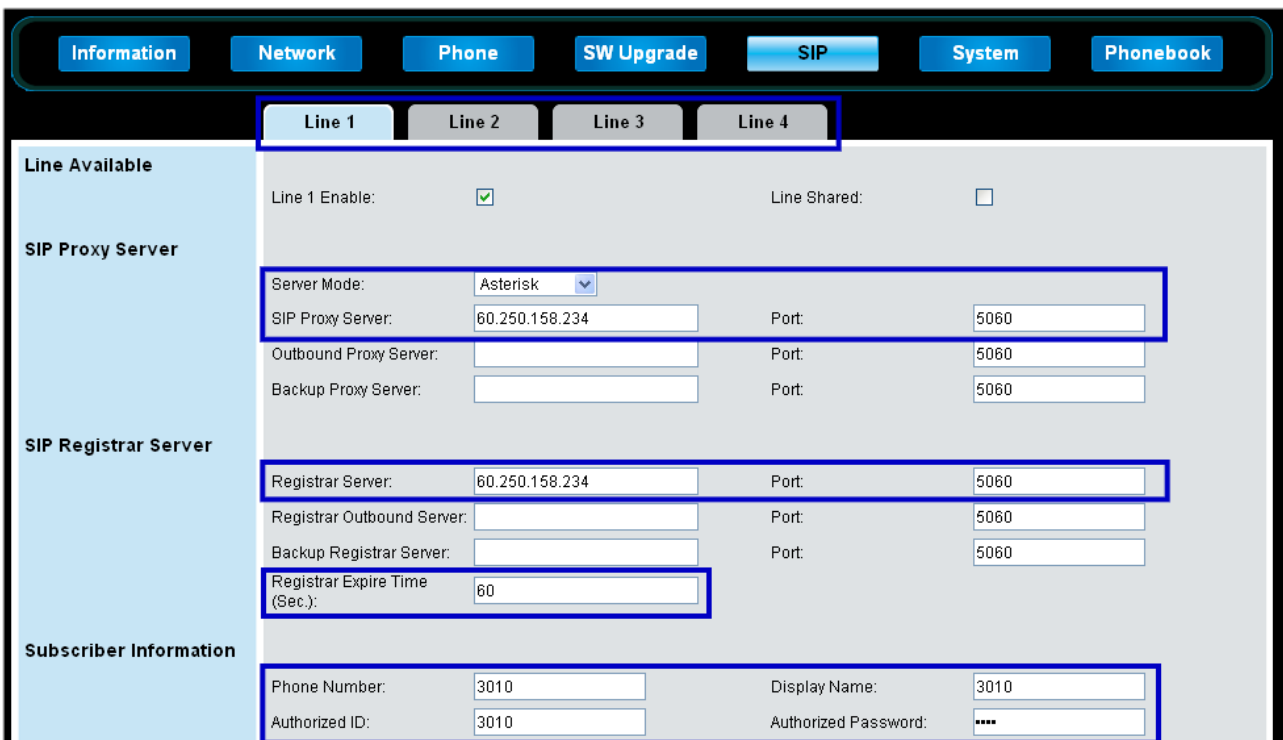 Information Network Phone SW Upgrade SIP System Phonebook
Line 1 Line 2 Line 3 Line 4
Line Available
Line 1 Enable: Line Shared:
SIP Proxy Server
Server Mode: Asterisk
SIP Proxy Server: 60.250.158.234 Port: 5060
Outbound Proxy Server: Port: 5060
Backup Proxy Server: Port: 5060
SIP Registrar Server
Registrar Server: 60.250.158.234 Port: 5060
Registrar Outbound Server: Port: 5060
Backup Registrar Server: Port: 5060
Registrar Expire Time
(Sec.): 60
Subscriber Information
Phone Number: 3010 Display Name: 3010
Authorized ID: 3010 Authorized Password: ••••